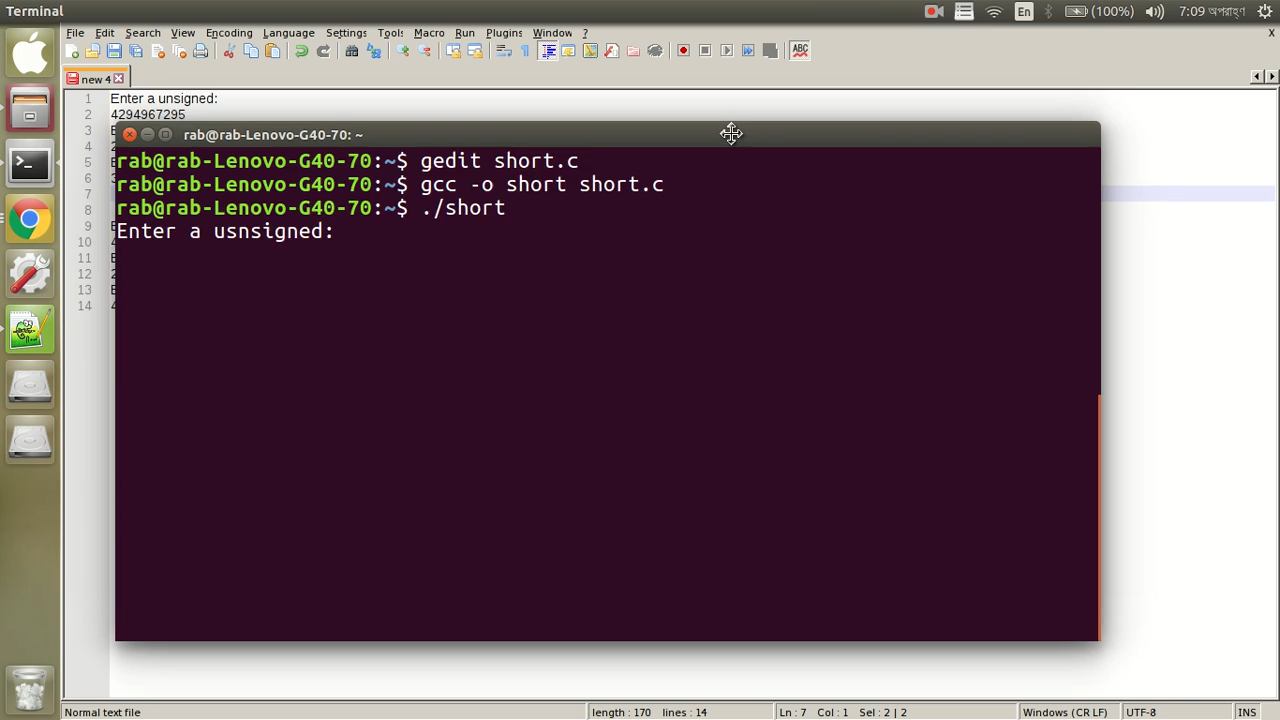 Terminal
En
(100%)
7:09 অপরাহ্ণ
File Edit Search View Encoding Language Settings Tools Macro Run Plugins Window ?
ABC
new 4
1 Enter a unsigned:
2 4294967295
3
rab@rab-Lenovo-G40-70: ~
4
5
rab@rab-Lenovo-G40-70:~$ gedit short.c
6
rab@rab-Lenovo-G40-70:~$ gcc -o short short.c
7
8
rab@rab-Lenovo-G40-70:~$ ./short
9
Enter a usnsigned:
10
11
12
13
14
Normal text file
length : 170 lines : 14
Ln : 7 Col : 1 Sel : 2 | 2
Windows (CR LF)
UTF-8
INS